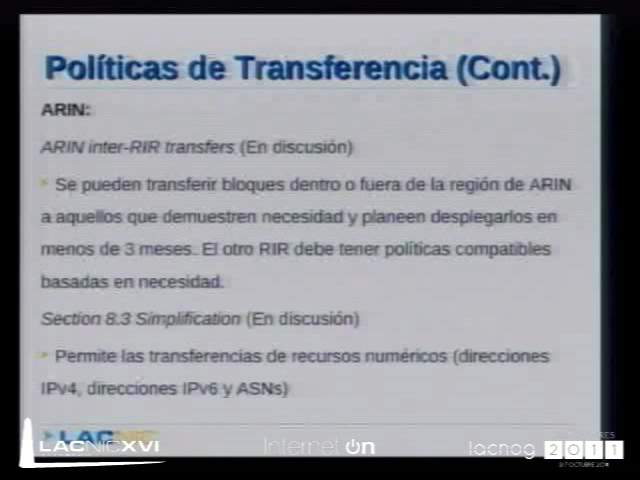 Políticas de Transferencia (Cont.)
ARIN:
ARIN inter-RIR transfers (En discusión)
Se pueden transferir bloques dentro o fuera de la región de ARIN
a aquellos que demuestren necesidad y planeen desplegarlos en
menos de 3 meses. El otro RIR debe tener políticas compatibles
basadas en necesidad.
Section 8.3 Simplification (En discusión)
Permite las transferencias de recursos numéricos (direcciones
IPv4, direcciones IPv6 y ASNs)
LACNIC
LACNICXVI
Internet ON
lacnog 2011